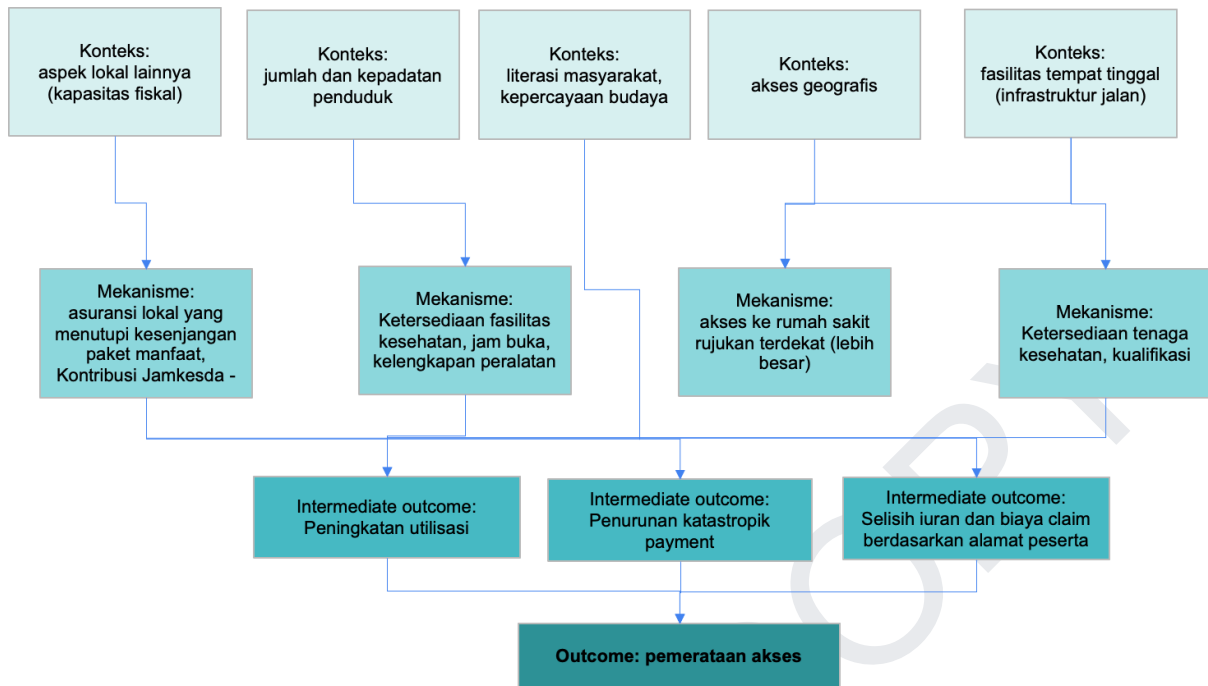 Konteks:
aspek lokal lainnya
(kapasitas fiskal)
Konteks:
jumlah dan kepadatan
penduduk
Konteks:
literasi masyarakat,
kepercayaan budaya
Konteks:
akses geografis
Konteks:
fasilitas tempat tinggal
(infrastruktur jalan)
Mekanisme:
asuransi lokal yang
menutupi kesenjangan
paket manfaat,
Kontribusi Jamkesda -
Mekanisme:
Ketersediaan fasilitas
kesehatan, jam buka,
kelengkapan peralatan
Mekanisme:
akses ke rumah sakit
rujukan terdekat (lebih
besar)
Mekanisme:
Ketersediaan tenaga
kesehatan, kualifikasi
Intermediate outcome:
Peningkatan utilisasi
Intermediate outcome:
Penurunan katastropik
payment
Intermediate outcome:
Selisih iuran dan biaya claim
berdasarkan alamat peserta
Outcome: pemerataan akses